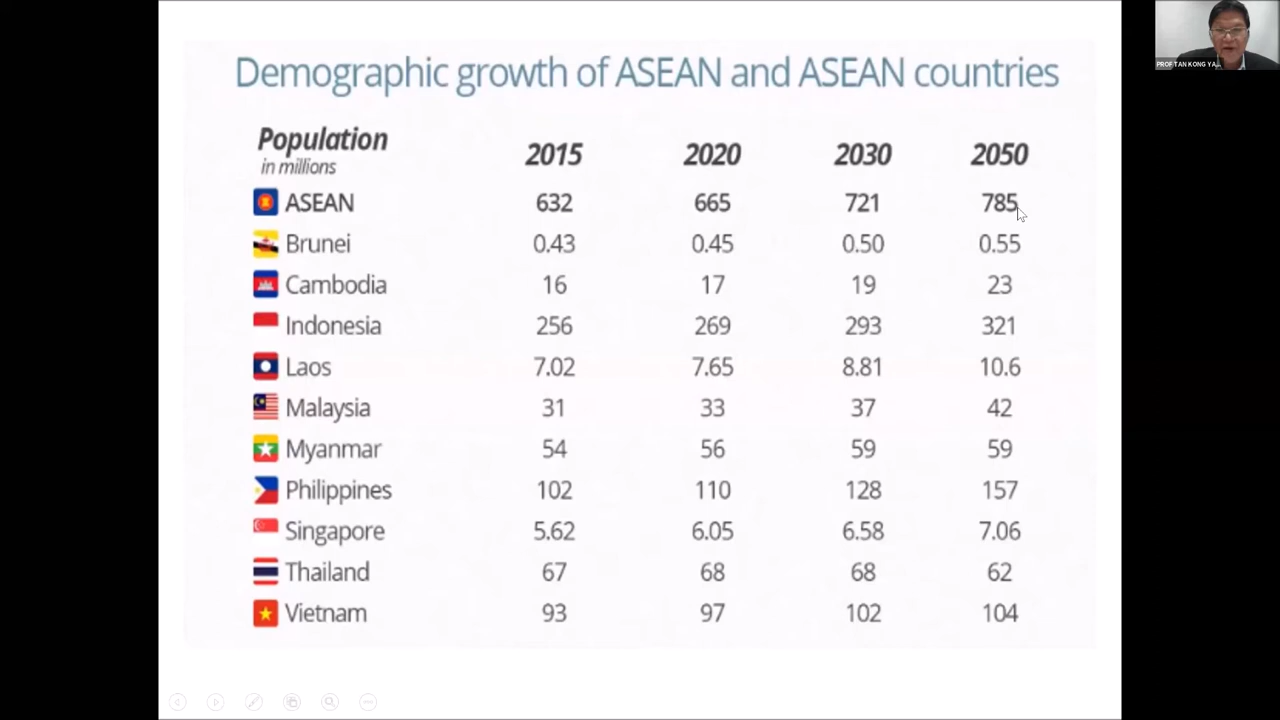 Demographic growth of ASEAN and ASEAN countries
Population
in millions
2015 2020 2030 2050
ASEAN 632 665 721 785
Brunei 0.43 0.45 0.50 0.55
Cambodia 16 17 19 23
Indonesia 256 269 293 321
Laos 7.02 7.65 8.81 10.6
Malaysia 31 33 37 42
Myanmar 54 56 59 59
Philippines 102 110 128 157
Singapore 5.62 6.05 6.58 7.06
Thailand 67 68 68 62
Vietnam 93 97 102 104
PROF TAN KONG YA...